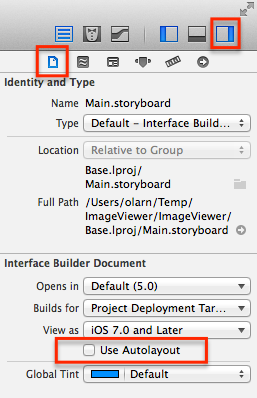 Identity and Type
Name Main.storyboard
Type Default - Interface Build...
Location Relative to Group
Base.lproj/
Main.storyboard
Full Path /Users/olarn/Temp/
ImageViewer/ImageViewer/
Base.lproj/Main.storyboard
Interface Builder Document
Opens in Default (5.0)
Builds for Project Deployment Tar...
View as iOS 7.0 and Later
Use Autolayout
Global Tint Default